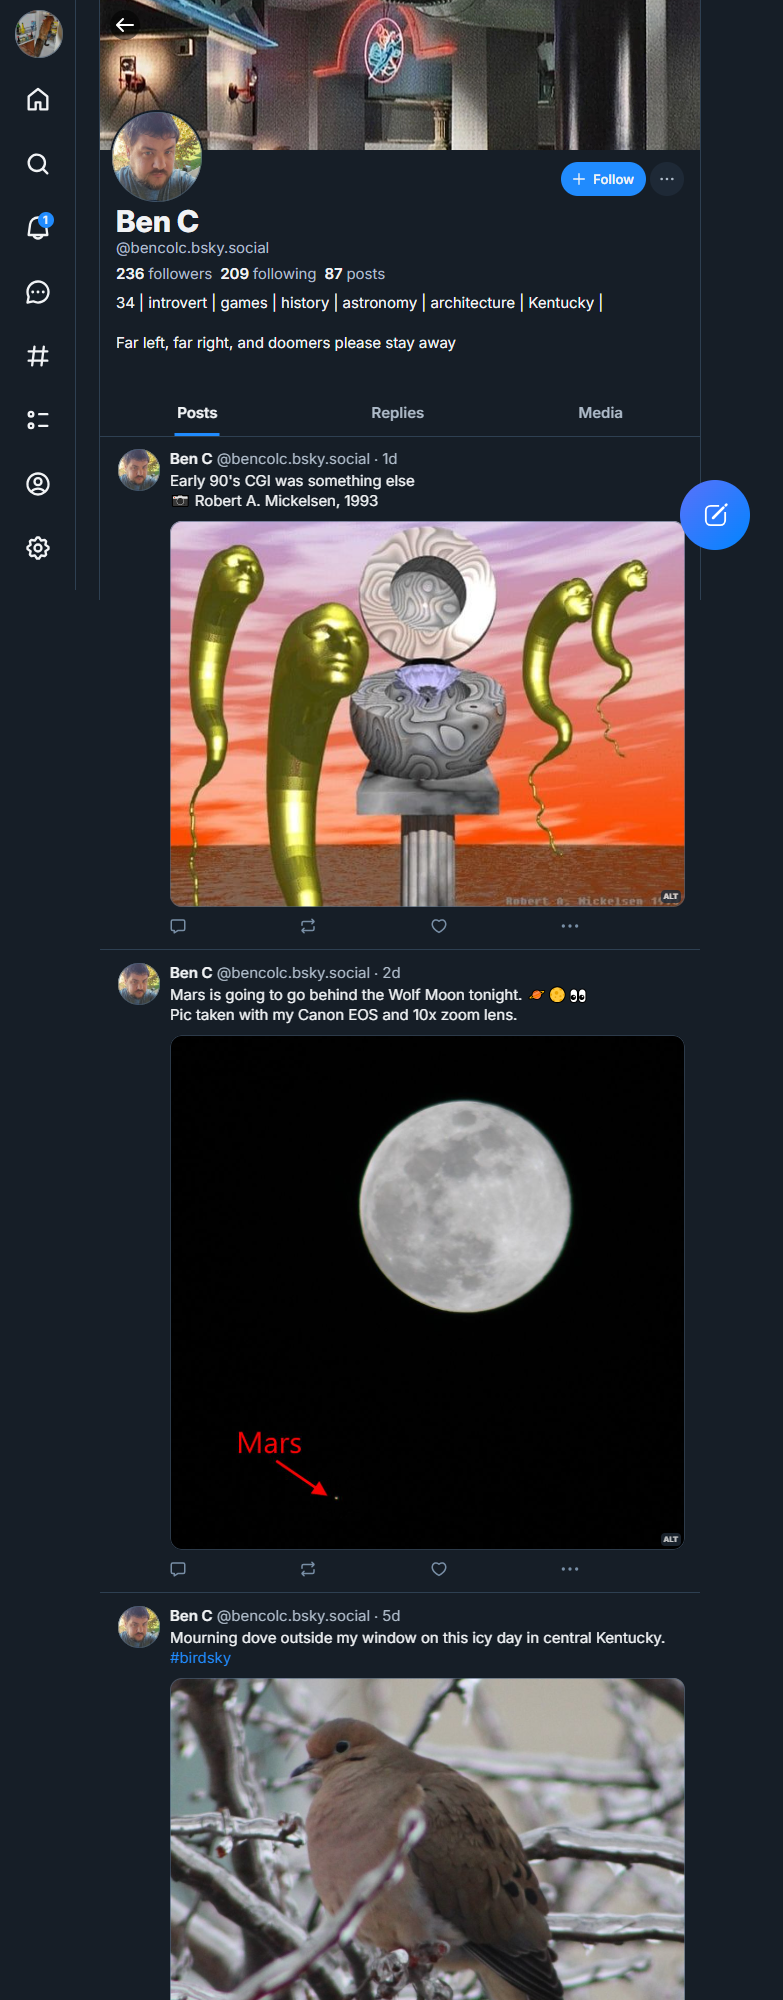 1
+ Follow
Ben C
@bencolc.bsky.social
236 followers 209 following 87 posts
34 | introvert | games | history | astronomy | architecture | Kentucky |
Far left, far right, and doomers please stay away
Posts Replies Media
Ben C @bencolc.bsky.social · 1d
Early 90's CGI was something else
📷 Robert A. Mickelsen, 1993
Robert A. Mickelsen
ALT
Ben C @bencolc.bsky.social · 2d
Mars is going to go behind the Wolf Moon tonight. 🪐 🌕 👀
Pic taken with my Canon EOS and 10x zoom lens.
Mars
ALT
Ben C @bencolc.bsky.social · 5d
Mourning dove outside my window on this icy day in central Kentucky.
#birdsky